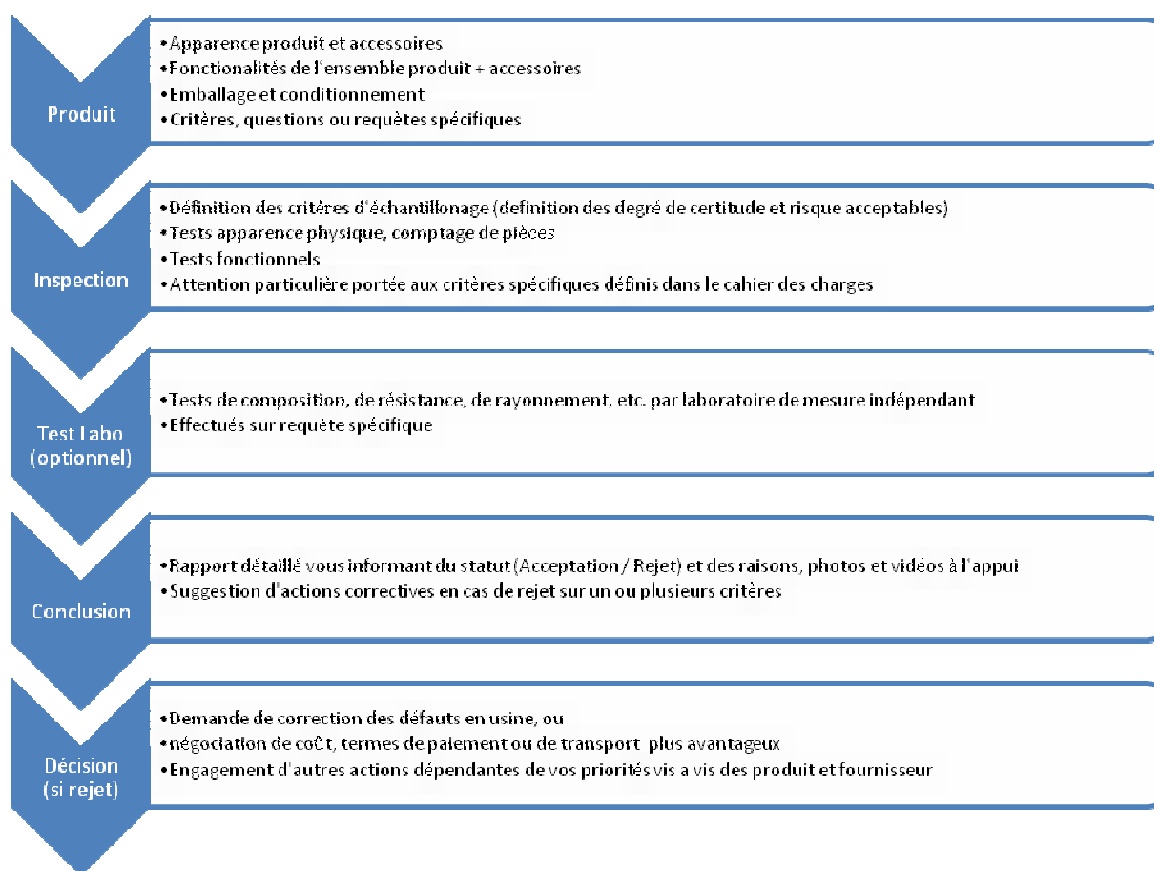 Produit
•Apparence produit et accessoires
•Fonctionalités de l'ensemble produit + accessoires
•Emballage et conditionnement
•Critères, questions ou requêtes spécifiques
Inspection
•Définition des critères d'échantillonage (definition des degré de certitude et risque acceptables)
•Tests apparence physique, comptage de pièces
•Tests fonctionnels
•Attention particulière portée aux critères spécifiques définis dans le cahier des charges
Test Labo
(optionnel)
•Tests de composition, de résistance, de rayonnement, etc. par laboratoire de mesure indépendant
•Effectués sur requête spécifique
Conclusion
•Rapport détaillé vous informant du statut (Acceptation / Rejet) et des raisons, photos et vidéos à l'appui
•Suggestion d'actions correctives en cas de rejet sur un ou plusieurs critères
Décision
(si rejet)
•Demande de correction des défauts en usine, ou
•négociation de coût, termes de paiement ou de transport plus avantageux
•Engagement d'autres actions dépendantes de vos priorités vis a vis des produit et fournisseur